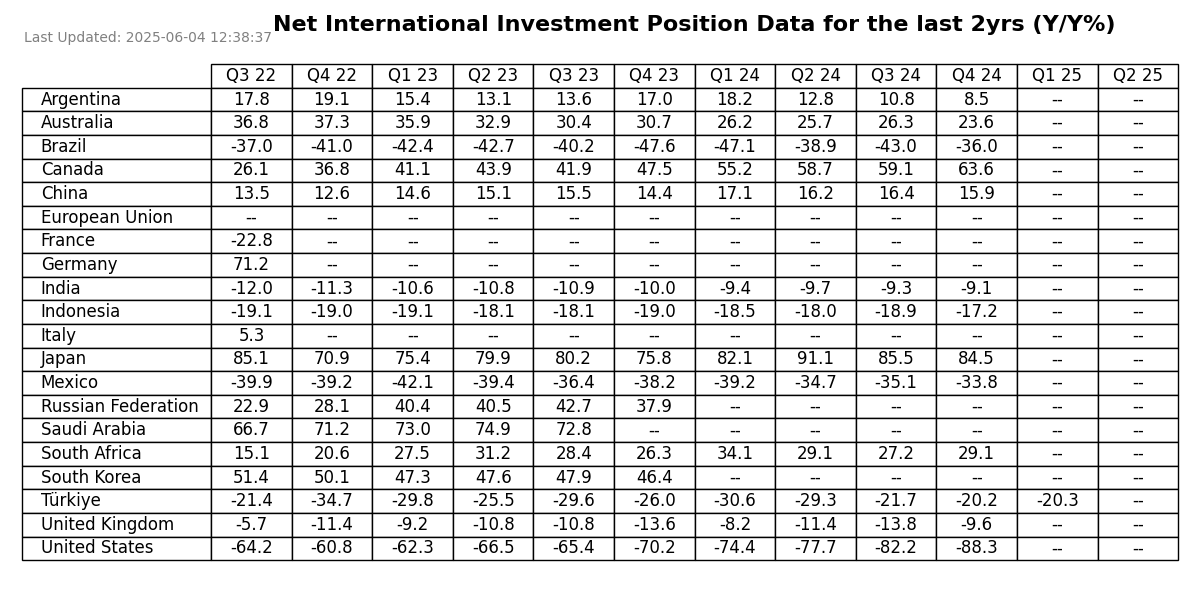 Net International Investment Position Data for the last 2yrs (Y/Y%)
Last Updated: 2025-06-04 12:38:37
Q3 22 Q4 22 Q1 23 Q2 23 Q3 23 Q4 23 Q1 24 Q2 24 Q3 24 Q4 24 Q1 25 Q2 25
Argentina 17.8 19.1 15.4 13.1 13.6 17.0 18.2 12.8 10.8 8.5 -- --
Australia 36.8 37.3 35.9 32.9 30.4 30.7 26.2 25.7 26.3 23.6 -- --
Brazil -37.0 -41.0 -42.4 -42.7 -40.2 -47.6 -47.1 -38.9 -43.0 -36.0 -- --
Canada 26.1 36.8 41.1 43.9 41.9 47.5 55.2 58.7 59.1 63.6 -- --
China 13.5 12.6 14.6 15.1 15.5 14.4 17.1 16.2 16.4 15.9 -- --
European Union -- -- -- -- -- -- -- -- -- -- -- --
France -22.8 -- -- -- -- -- -- -- -- -- -- --
Germany 71.2 -- -- -- -- -- -- -- -- -- -- --
India -12.0 -11.3 -10.6 -10.8 -10.9 -10.0 -9.4 -9.7 -9.3 -9.1 -- --
Indonesia -19.1 -19.0 -19.1 -18.1 -18.1 -19.0 -18.5 -18.0 -18.9 -17.2 -- --
Italy 5.3 -- -- -- -- -- -- -- -- -- -- --
Japan 85.1 70.9 75.4 79.9 80.2 75.8 82.1 91.1 85.5 84.5 -- --
Mexico -39.9 -39.2 -42.1 -39.4 -36.4 -38.2 -39.2 -34.7 -35.1 -33.8 -- --
Russian Federation 22.9 28.1 40.4 40.5 42.7 37.9 -- -- -- -- -- --
Saudi Arabia 66.7 71.2 73.0 74.9 72.8 -- -- -- -- -- -- --
South Africa 15.1 20.6 27.5 31.2 28.4 26.3 34.1 29.1 27.2 29.1 -- --
South Korea 51.4 50.1 47.3 47.6 47.9 46.4 -- -- -- -- -- --
Türkiye -21.4 -34.7 -29.8 -25.5 -29.6 -26.0 -30.6 -29.3 -21.7 -20.2 -20.3 --
United Kingdom -5.7 -11.4 -9.2 -10.8 -10.8 -13.6 -8.2 -11.4 -13.8 -9.6 -- --
United States -64.2 -60.8 -62.3 -66.5 -65.4 -70.2 -74.4 -77.7 -82.2 -88.3 -- --